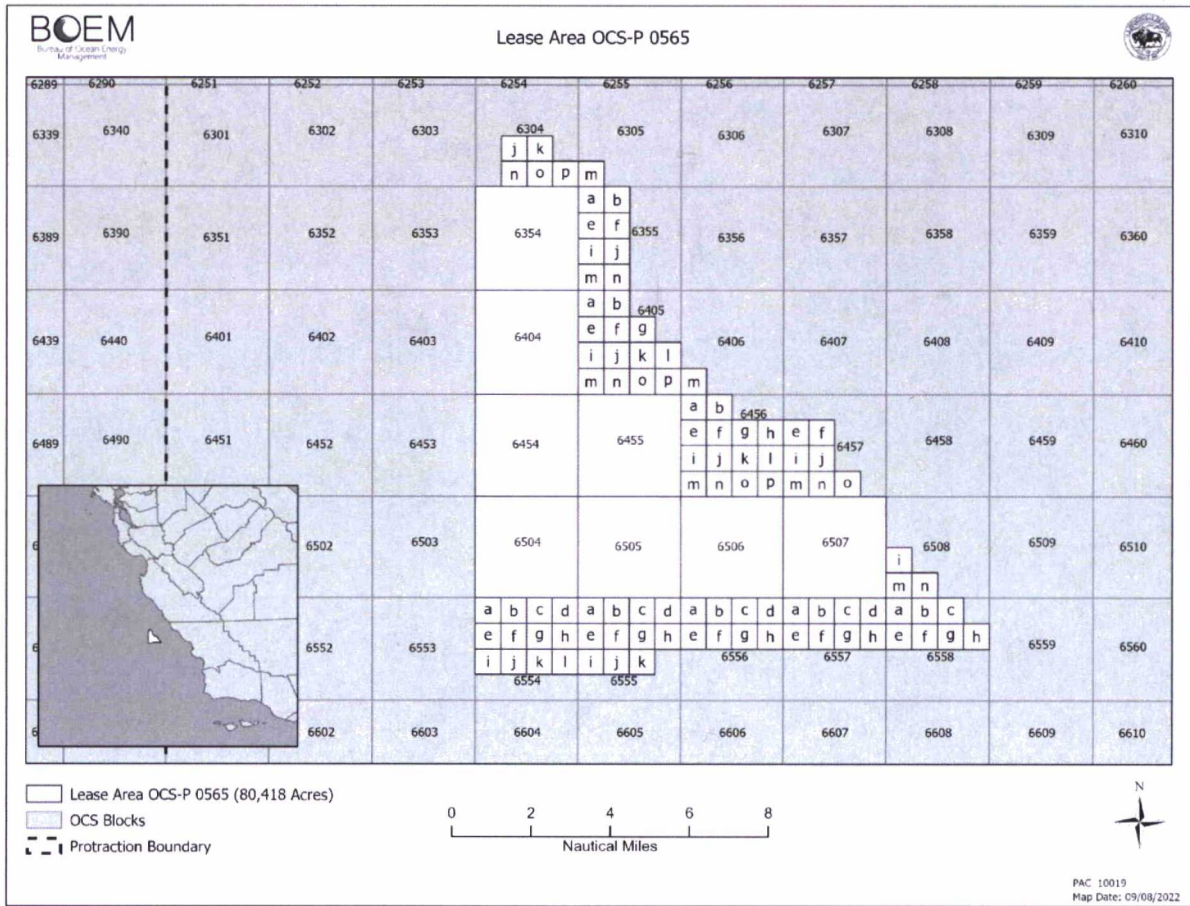 BOEM
Bureau of Ocean Energy
Management
Lease Area OCS-P 0565
6289 6290 6251 6252 6253 6254 6255 6256 6257 6258 6259 6260
6339 6340 6301 6302 6303 6304 6305 6306 6307 6308 6309 6310
j k
n o p m
a b
e f
6389 6390 6351 6352 6353 6354 6355 6356 6357 6358 6359 6360
i j
m n
a b
6405
e f g
6439 6440 6401 6402 6403 6404 6406 6407 6408 6409 6410
i j k l
m n o p m
a b 6456
e f g h e f
6489 6490 6451 6452 6453 6454 6455 6457 6458 6459 6460
i j k l i j
m n o p m n o
6502 6503 6504 6505 6506 6507 6508 6509 6510
i
m n
a b c d a b c d a b c d a b c d a b c
e f g h e f g h e f g h e f g h e f g h
6552 6553 6556 6557 6558 6559 6560
i j k l i j k
6554 6555
6602 6603 6604 6605 6606 6607 6608 6609 6610
Lease Area OCS-P 0565 (80,418 Acres)
OCS Blocks
Protraction Boundary
0 2 4 6 8
Nautical Miles
N
PAC 10019
Map Date: 09/08/2022